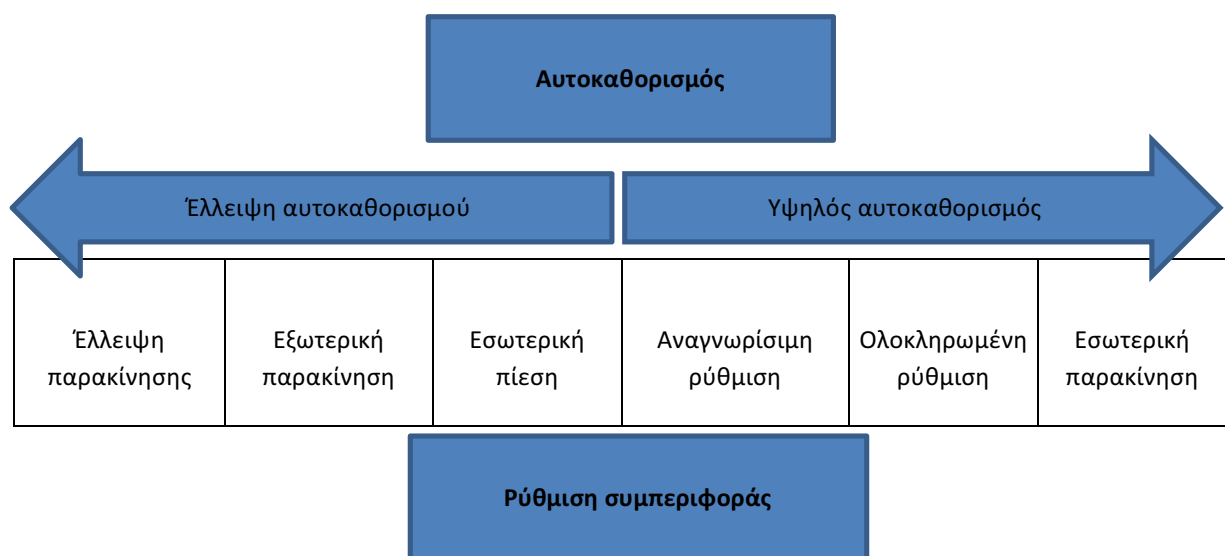 Αυτοκαθορισμός
Έλλειψη αυτοκαθορισμού
Υψηλός αυτοκαθορισμός
Έλλειψη
παρακίνησης
Εξωτερική
παρακίνηση
Εσωτερική
πίεση
Αναγνωρίσιμη
ρύθμιση
Ολοκληρωμένη
ρύθμιση
Εσωτερική
παρακίνηση
Ρύθμιση συμπεριφοράς